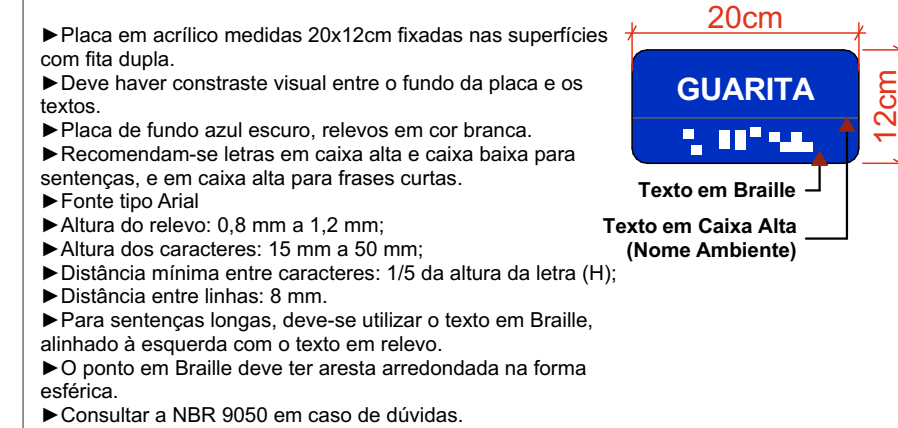 ►Placa em acrílico medidas 20x12cm fixadas nas superfícies
com fita dupla.
►Deve haver constraste visual entre o fundo da placa e os
textos.
►Placa de fundo azul escuro, relevos em cor branca.
►Recomendam-se letras em caixa alta e caixa baixa para
sentenças, e em caixa alta para frases curtas.
►Fonte tipo Arial
►Altura do relevo: 0,8 mm a 1,2 mm;
►Altura dos caracteres: 15 mm a 50 mm;
►Distância mínima entre caracteres: 1/5 da altura da letra (H);
►Distância entre linhas: 8 mm.
►Para sentenças longas, deve-se utilizar o texto em Braille,
alinhado à esquerda com o texto em relevo.
►O ponto em Braille deve ter aresta arredondada na forma
esférica.
►Consultar a NBR 9050 em caso de dúvidas.
20cm
12cm
GUARITA
Texto em Braille
Texto em Caixa Alta
(Nome Ambiente)